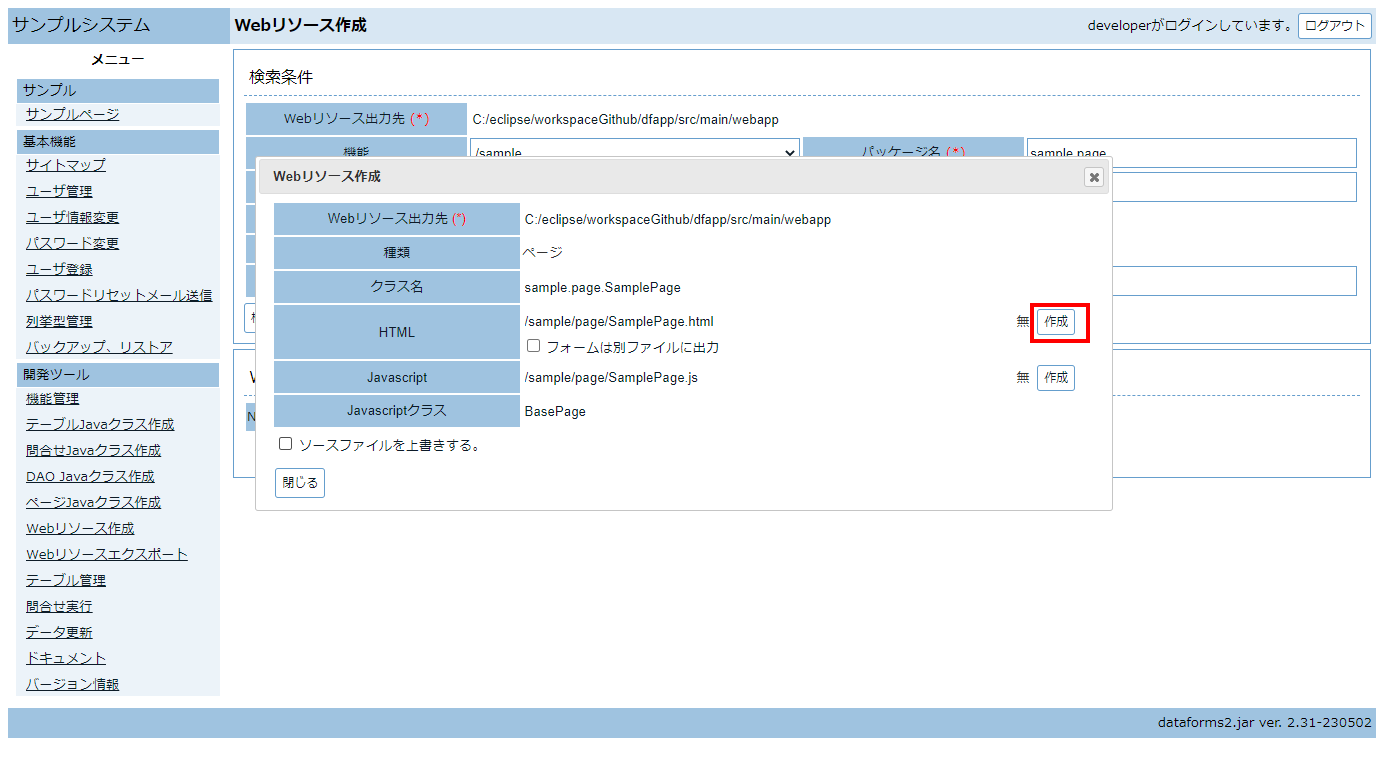 サンプルシステム
Webリソース作成
developerがログインしています。
ログアウト
メニュー
サンプル
サンプルページ
基本機能
サイトマップ
ユーザ管理
ユーザ情報変更
パスワード変更
ユーザ登録
パスワードリセットメール送信
列挙型管理
バックアップ、リストア
開発ツール
機能管理
テーブルJavaクラス作成
問合せJavaクラス作成
DAO Javaクラス作成
ページJavaクラス作成
Webリソース作成
Webリソースエクスポート
テーブル管理
問合せ実行
データ更新
ドキュメント
バージョン情報
検索条件
Webリソース出力先 (*) C:/eclipse/workspaceGithub/dfapp/src/main/webapp
機能 /sample パッケージ名 (*) sample.page
Webリソース作成
Webリソース出力先 (*) C:/eclipse/workspaceGithub/dfapp/src/main/webapp
種類 ページ
クラス名 sample.page.SamplePage
HTML /sample/page/SamplePage.html 無 作成
フォームは別ファイルに出力
Javascript /sample/page/SamplePage.js 無 作成
Javascriptクラス BasePage
ソースファイルを上書きする。
閉じる
dataforms2.jar ver. 2.31-230502